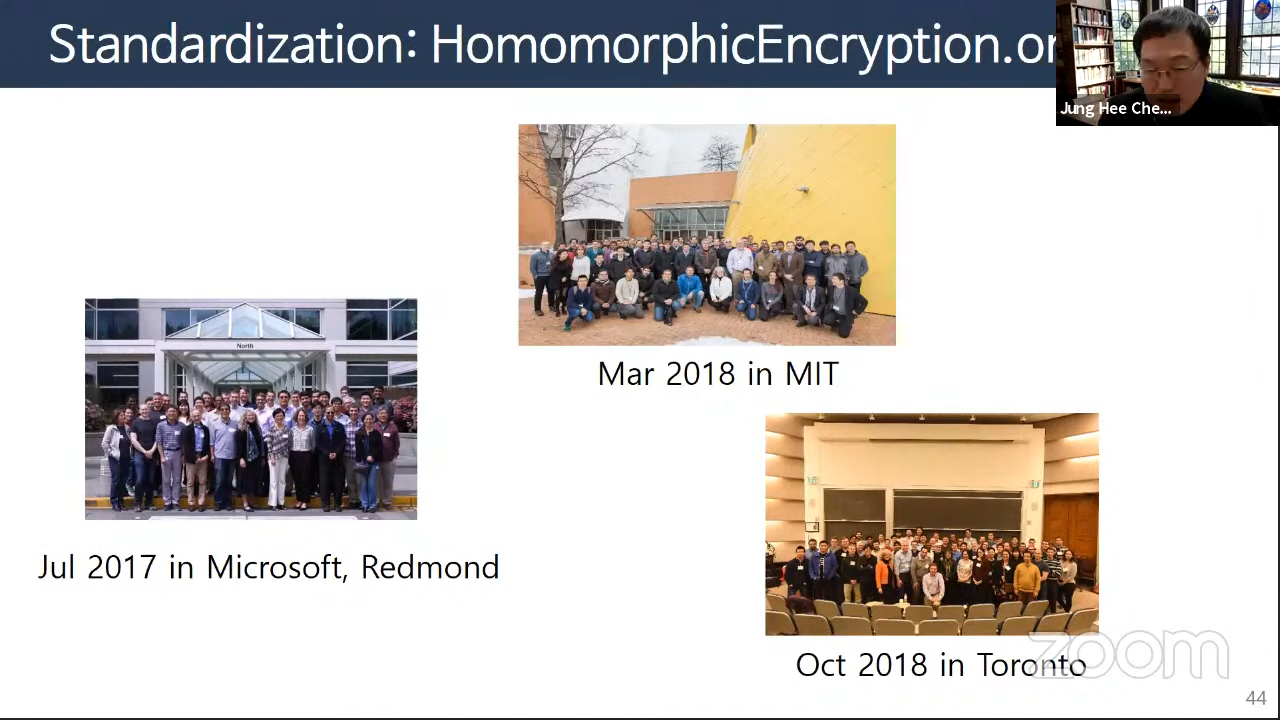 Standardization: HomomorphicEncryption.or
Jung Hee Che...
North
Mar 2018 in MIT
Jul 2017 in Microsoft, Redmond
Oct 2018 in Toronto
zoom
44